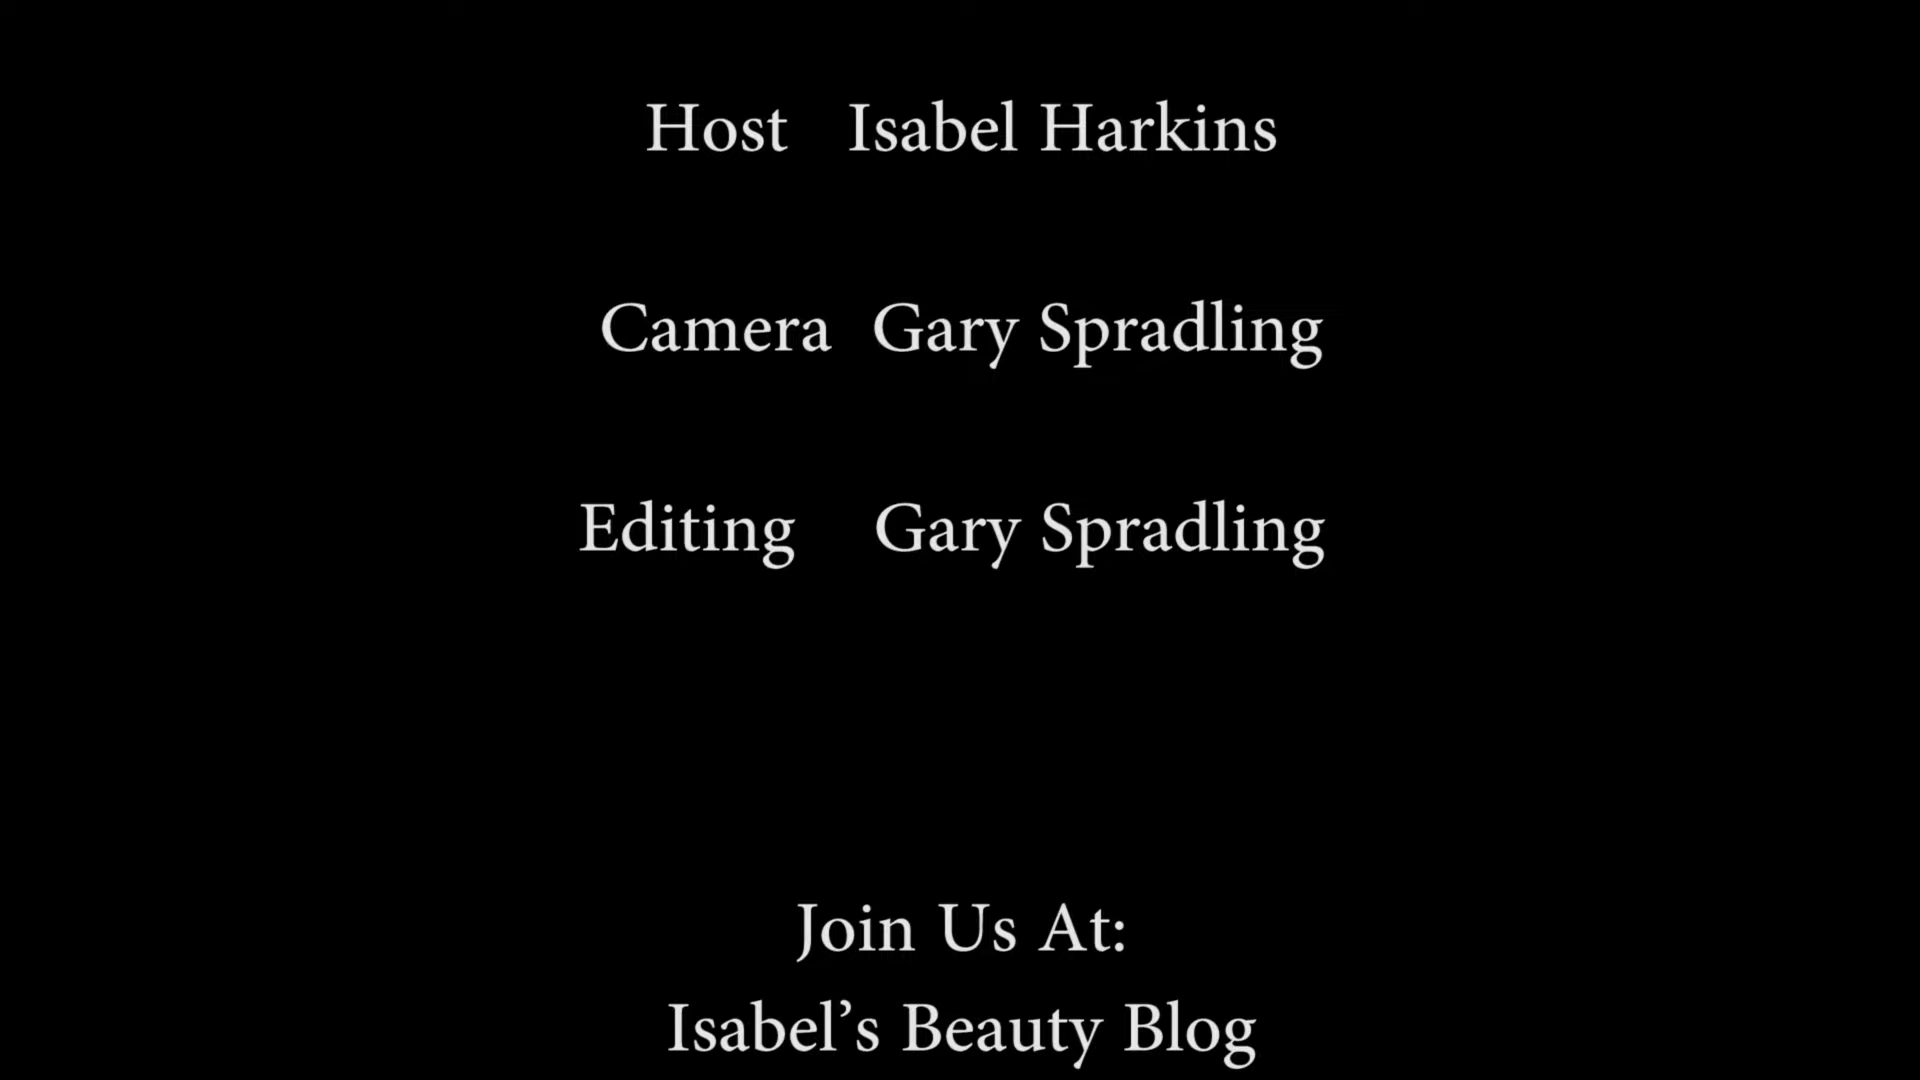 Host Isabel Harkins
Camera Gary Spradling
Editing Gary Spradling
Join Us At:
Isabel’s Beauty Blog